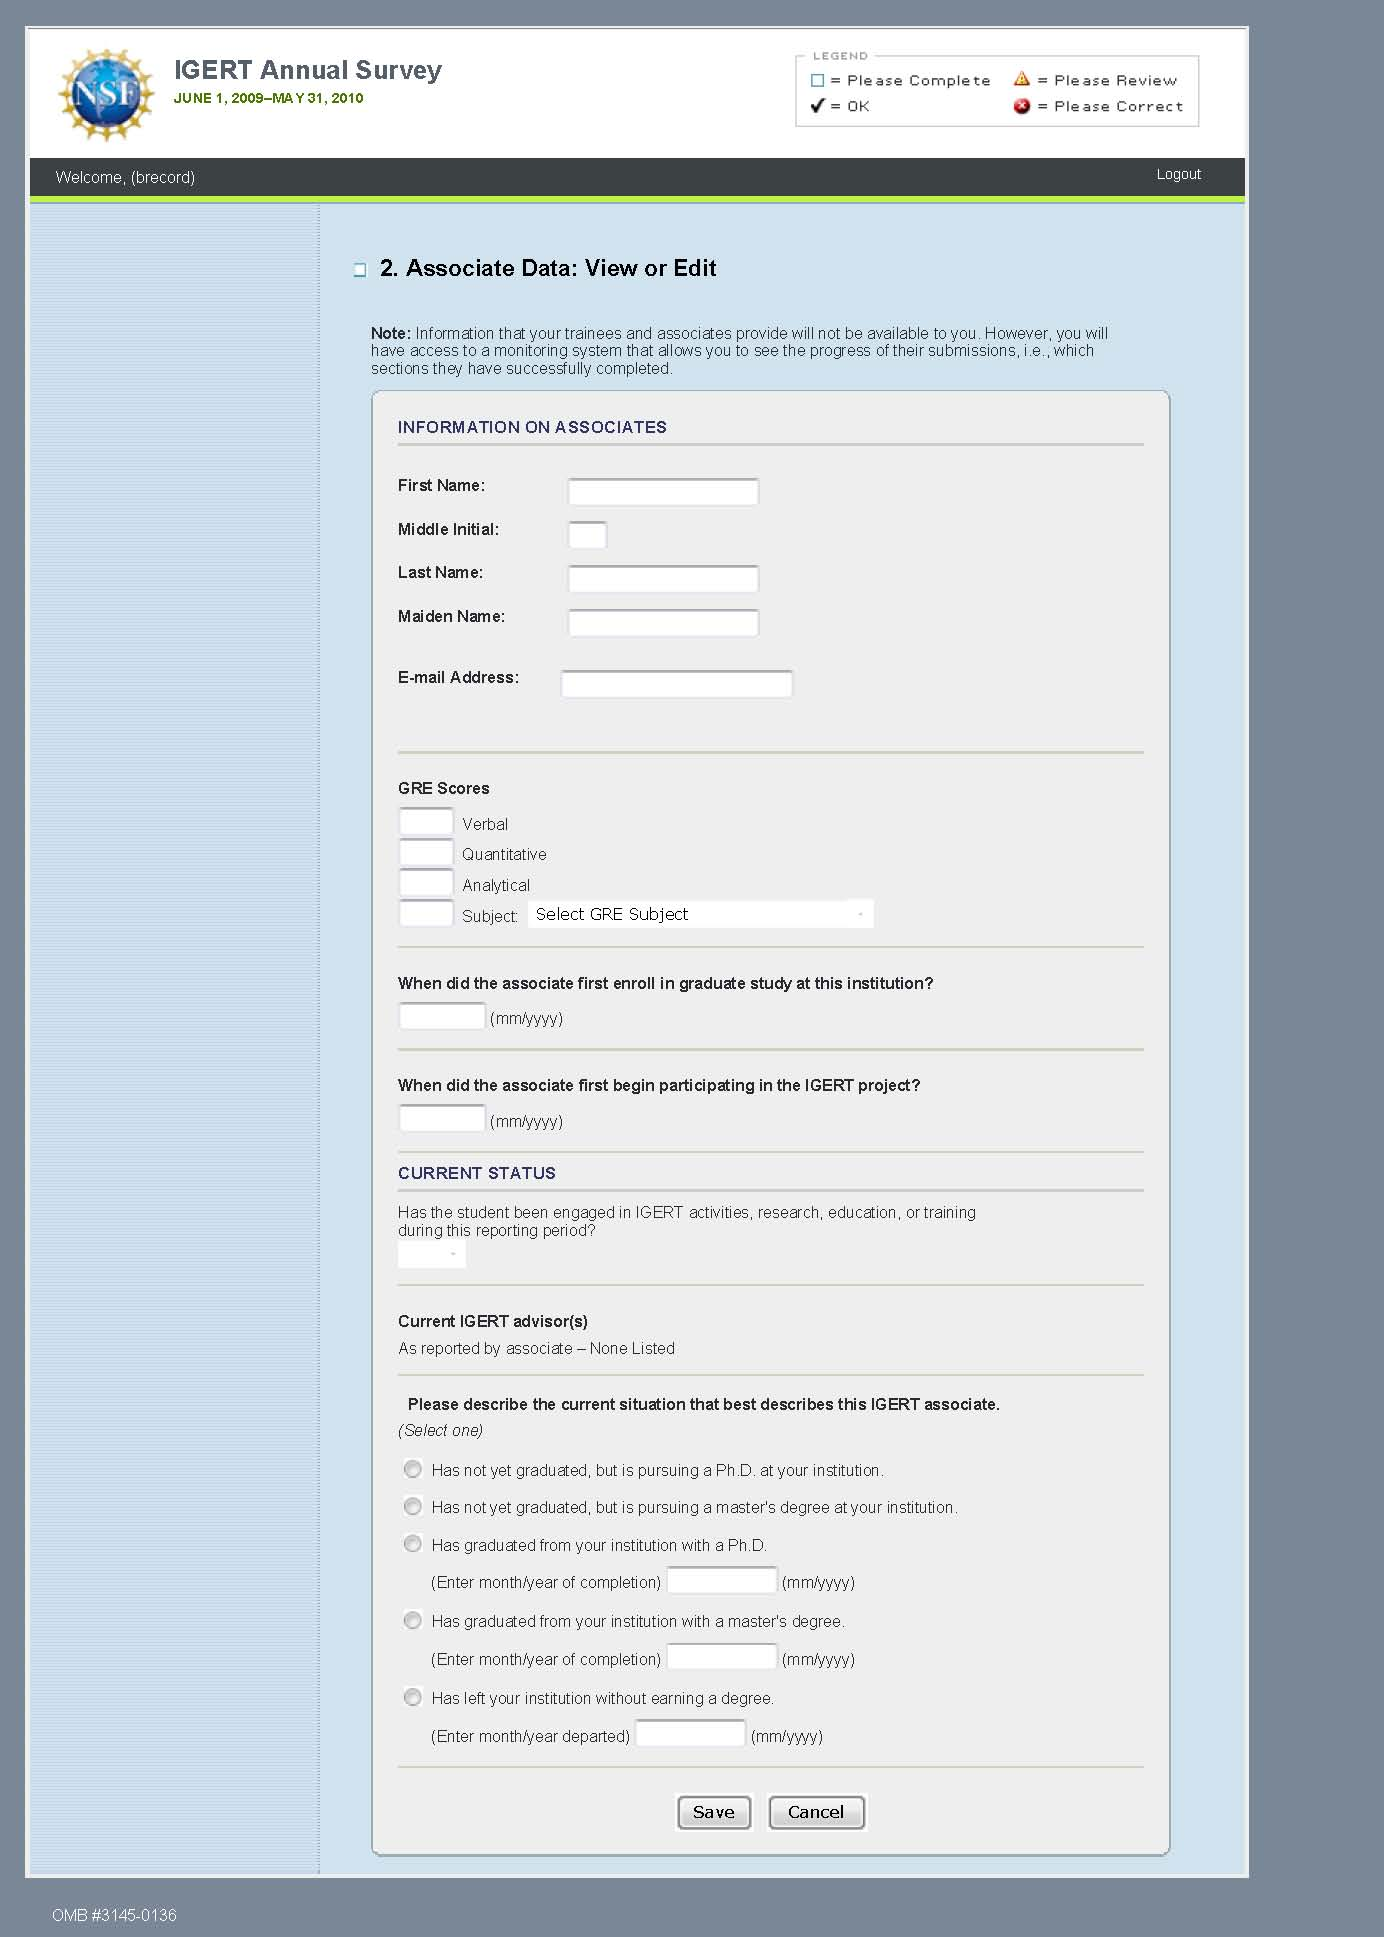 NSF
IGERT Annual Survey
JUNE 1, 2009–MAY 31, 2010
LEGEND
= Please Complete
= Please Review
= OK
= Please Correct
Welcome, (brecord)
Logout
2. Associate Data: View or Edit
Note: Information that your trainees and associates provide will not be available to you. However, you will
have access to a monitoring system that allows you to see the progress of their submissions, i.e., which
sections they have successfully completed.
INFORMATION ON ASSOCIATES
First Name:
Middle Initial:
Last Name:
Maiden Name:
E-mail Address:
GRE Scores
Verbal
Quantitative
Analytical
Subject: Select GRE Subject
When did the associate first enroll in graduate study at this institution?
(mm/yyyy)
When did the associate first begin participating in the IGERT project?
(mm/yyyy)
CURRENT STATUS
Has the student been engaged in IGERT activities, research, education, or training
during this reporting period?
Current IGERT advisor(s)
As reported by associate – None Listed
Please describe the current situation that best describes this IGERT associate.
(Select one)
Has not yet graduated, but is pursuing a Ph.D. at your institution.
Has not yet graduated, but is pursuing a master's degree at your institution.
Has graduated from your institution with a Ph.D.
(Enter month/year of completion) (mm/yyyy)
Has graduated from your institution with a master's degree.
(Enter month/year of completion) (mm/yyyy)
Has left your institution without earning a degree.
(Enter month/year departed) (mm/yyyy)
Save Cancel
OMB #3145-0136